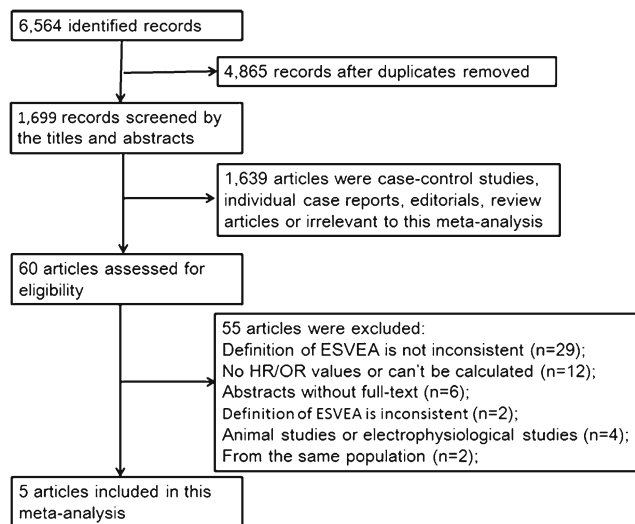 6,564 identified records
4,865 records after duplicates removed
1,699 records screened by
the titles and abstracts
1,639 articles were case-control studies,
individual case reports, editorials, review
articles or irrelevant to this meta-analysis
60 articles assessed for
eligibility
55 articles were excluded:
Definition of ESVEA is not inconsistent (n=29);
No HR/OR values or can't be calculated (n=12);
Abstracts without full-text (n=6);
Definition of ESVEA is inconsistent (n=2);
Animal studies or electrophysiological studies (n=4);
From the same population (n=2);
5 articles included in this
meta-analysis